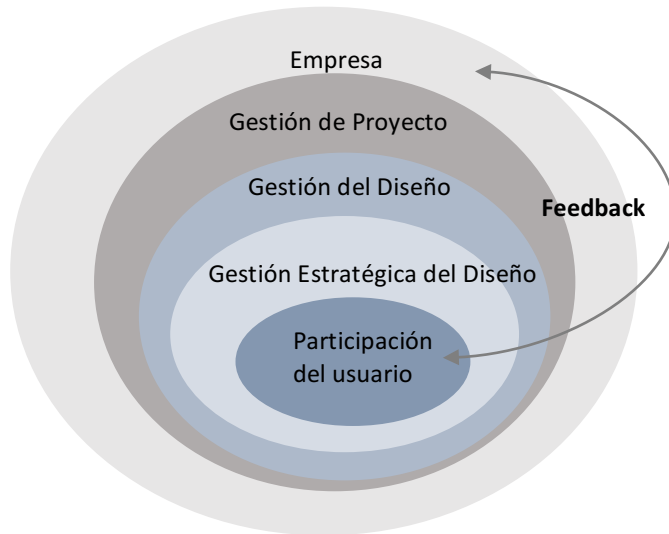 Empresa
Gestión de Proyecto
Gestión del Diseño
Feedback
Gestión Estratégica del Diseño
Participación
del usuario